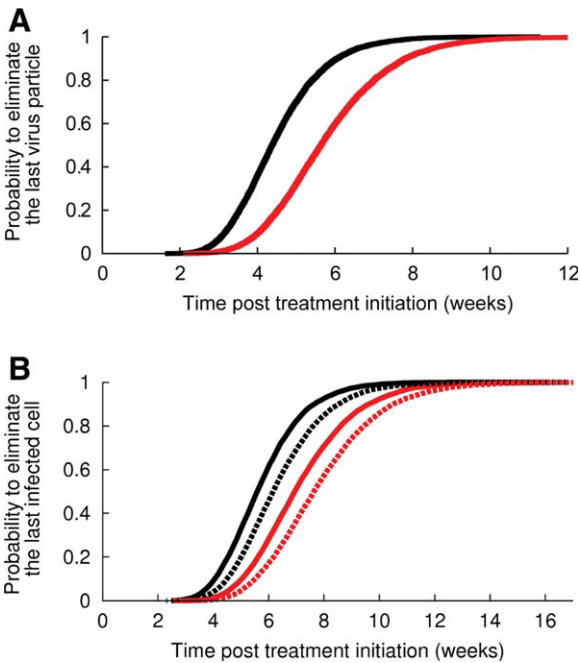 A
Probability to eliminate
the last virus particle
1
0.8
0.6
0.4
0.2
0
0 2 4 6 8 10 12
Time post treatment initiation (weeks)
B
Probability to eliminate
the last infected cell
1
0.8
0.6
0.4
0.2
0
0 2 4 6 8 10 12 14 16
Time post treatment initiation (weeks)